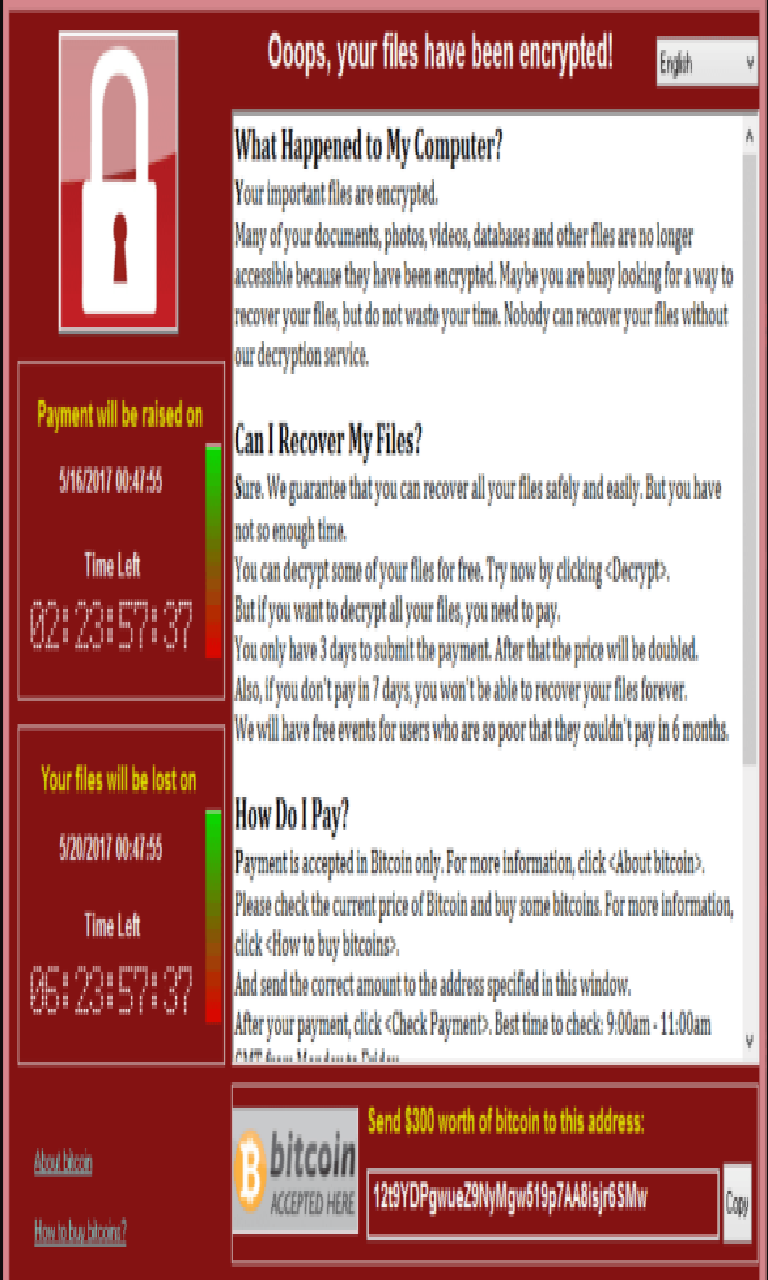 Ooops, your files have been encrypted!
English
What Happened to My Computer?
Your important files are encrypted.
Many of your documents, photos, videos, databases and other files are no longer
accessible because they have been encrypted. Maybe you are busy looking for a way to
recover your files, but do not waste your time. Nobody can recover your files without
our decryption service.
Can I Recover My Files?
Sure. We guarantee that you can recover all your files safely and easily. But you have
not so enough time.
You can decrypt some of your files for free. Try now by clicking <Decrypt>.
But if you want to decrypt all your files, you need to pay.
You only have 3 days to submit the payment. After that the price will be doubled.
Also, if you don't pay in 7 days, you won't be able to recover your files forever.
We will have free events for users who are so poor that they couldn't pay in 6 months.
How Do I Pay?
Payment is accepted in Bitcoin only. For more information, click <About bitcoin>.
Please check the current price of Bitcoin and buy some bitcoins. For more information,
click <How to buy bitcoins>.
And send the correct amount to the address specified in this window.
After your payment, click <Check Payment>. Best time to check: 9:00am - 11:00am
GMT from Monday to Friday.
Payment will be raised on
5/16/2017 00:47:55
Time Left
02:23:57:37
Your files will be lost on
5/20/2017 00:47:55
Time Left
06:23:57:37
About bitcoin
How to buy bitcoins?
bitcoin
ACCEPTED HERE
Send $300 worth of bitcoin to this address:
12t9YDPgwueZ9NyMgw519p7AA8isjr6SMw
Copy